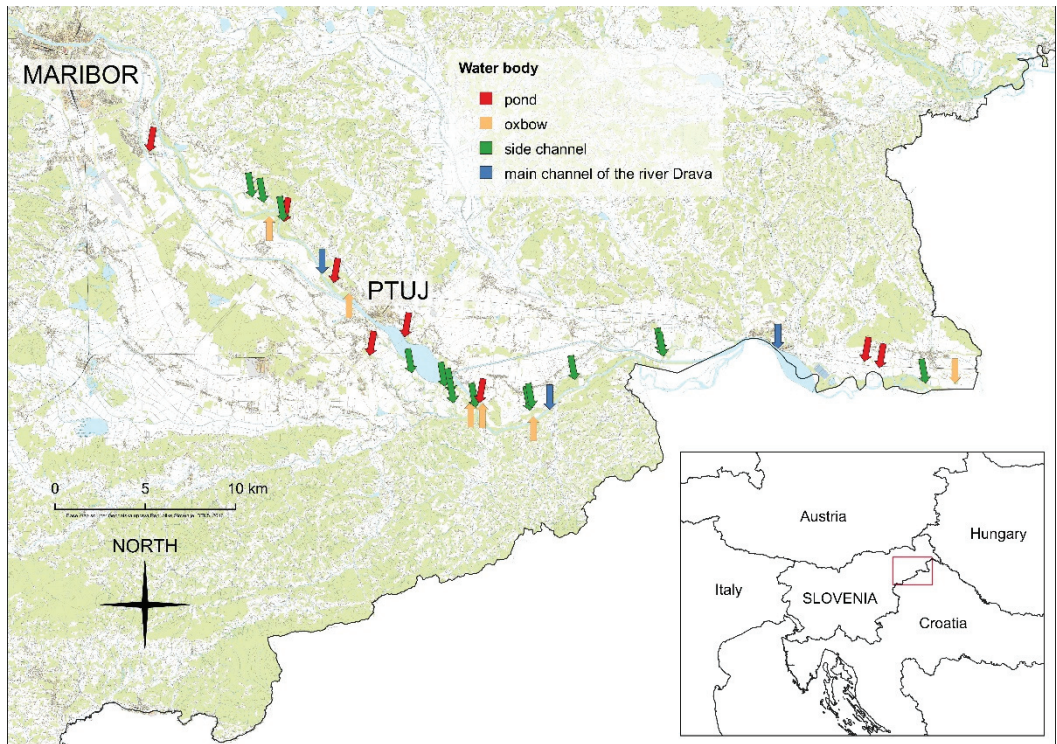 MARIBOR
Water body
pond
oxbow
side channel
main channel of the river Drava
PTUJ
0 5 10 km
NORTH
Austria
Hungary
Italy
SLOVENIA
Croatia